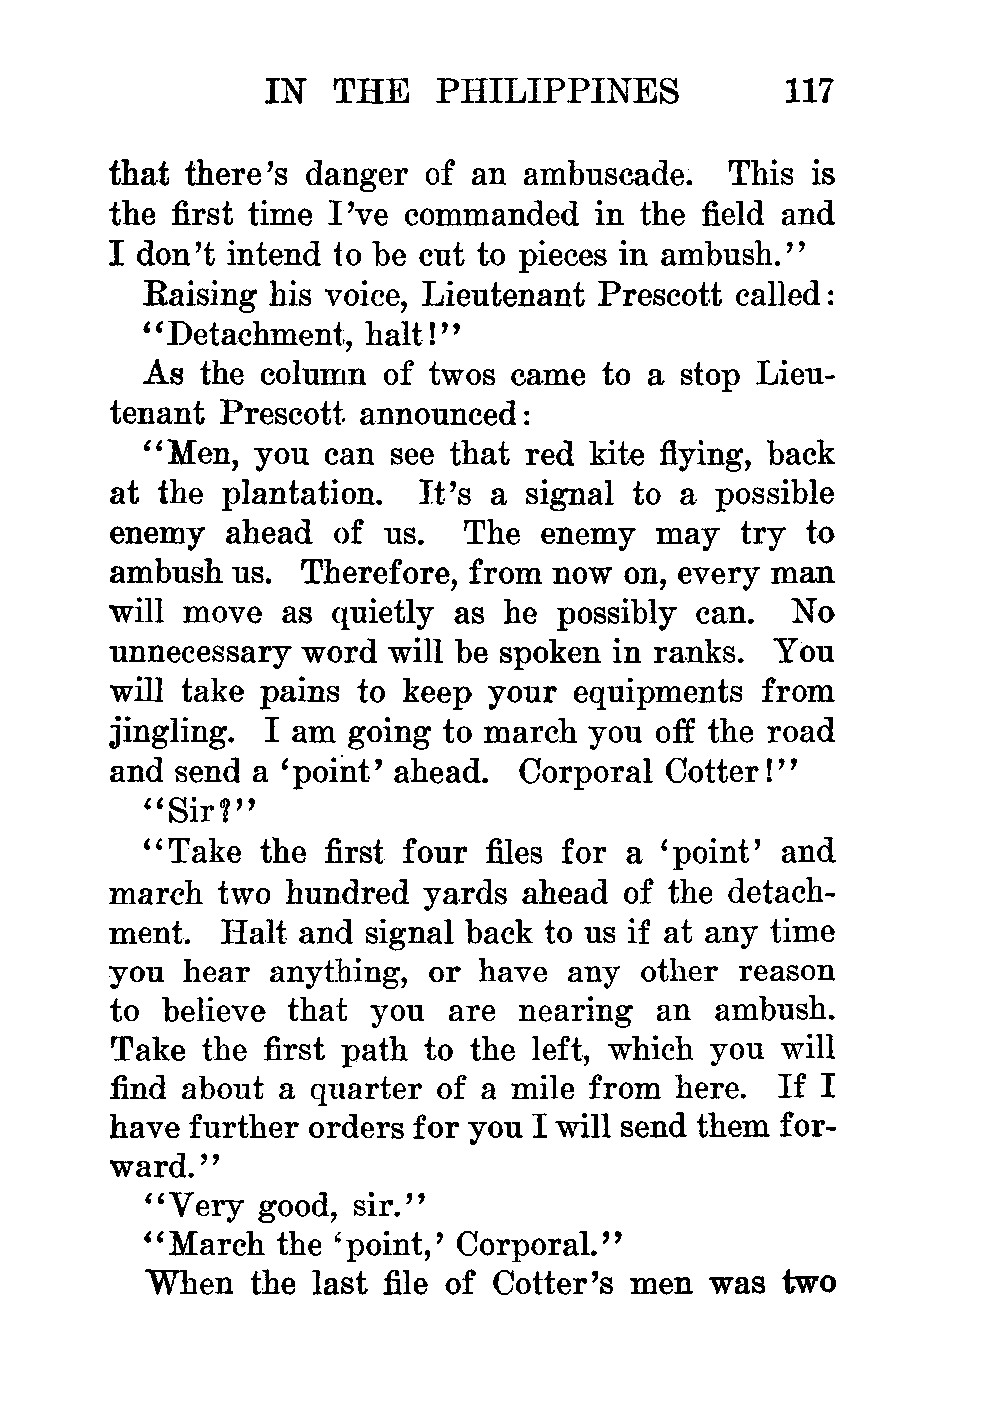 IN THE PHILIPPINES 117
that there's danger of an ambuscade. This is
the first time I've commanded in the field and
I don't intend to be cut to pieces in ambush."
Raising his voice, Lieutenant Prescott called:
"Detachment, halt!"
As the column of twos came to a stop Lieu-
tenant Prescott announced:
"Men, you can see that red kite flying, back
at the plantation. It's a signal to a possible
enemy ahead of us. The enemy may try to
ambush us. Therefore, from now on, every man
will move as quietly as he possibly can. No
unnecessary word will be spoken in ranks. You
will take pains to keep your equipments from
jingling. I am going to march you off the road
and send a 'point' ahead. Corporal Cotter!"
"Sir?"
"Take the first four files for a 'point' and
march two hundred yards ahead of the detach-
ment. Halt and signal back to us if at any time
you hear anything, or have any other reason
to believe that you are nearing an ambush.
Take the first path to the left, which you will
find about a quarter of a mile from here. If I
have further orders for you I will send them for-
ward."
"Very good, sir."
"March the 'point,' Corporal."
When the last file of Cotter's men was two